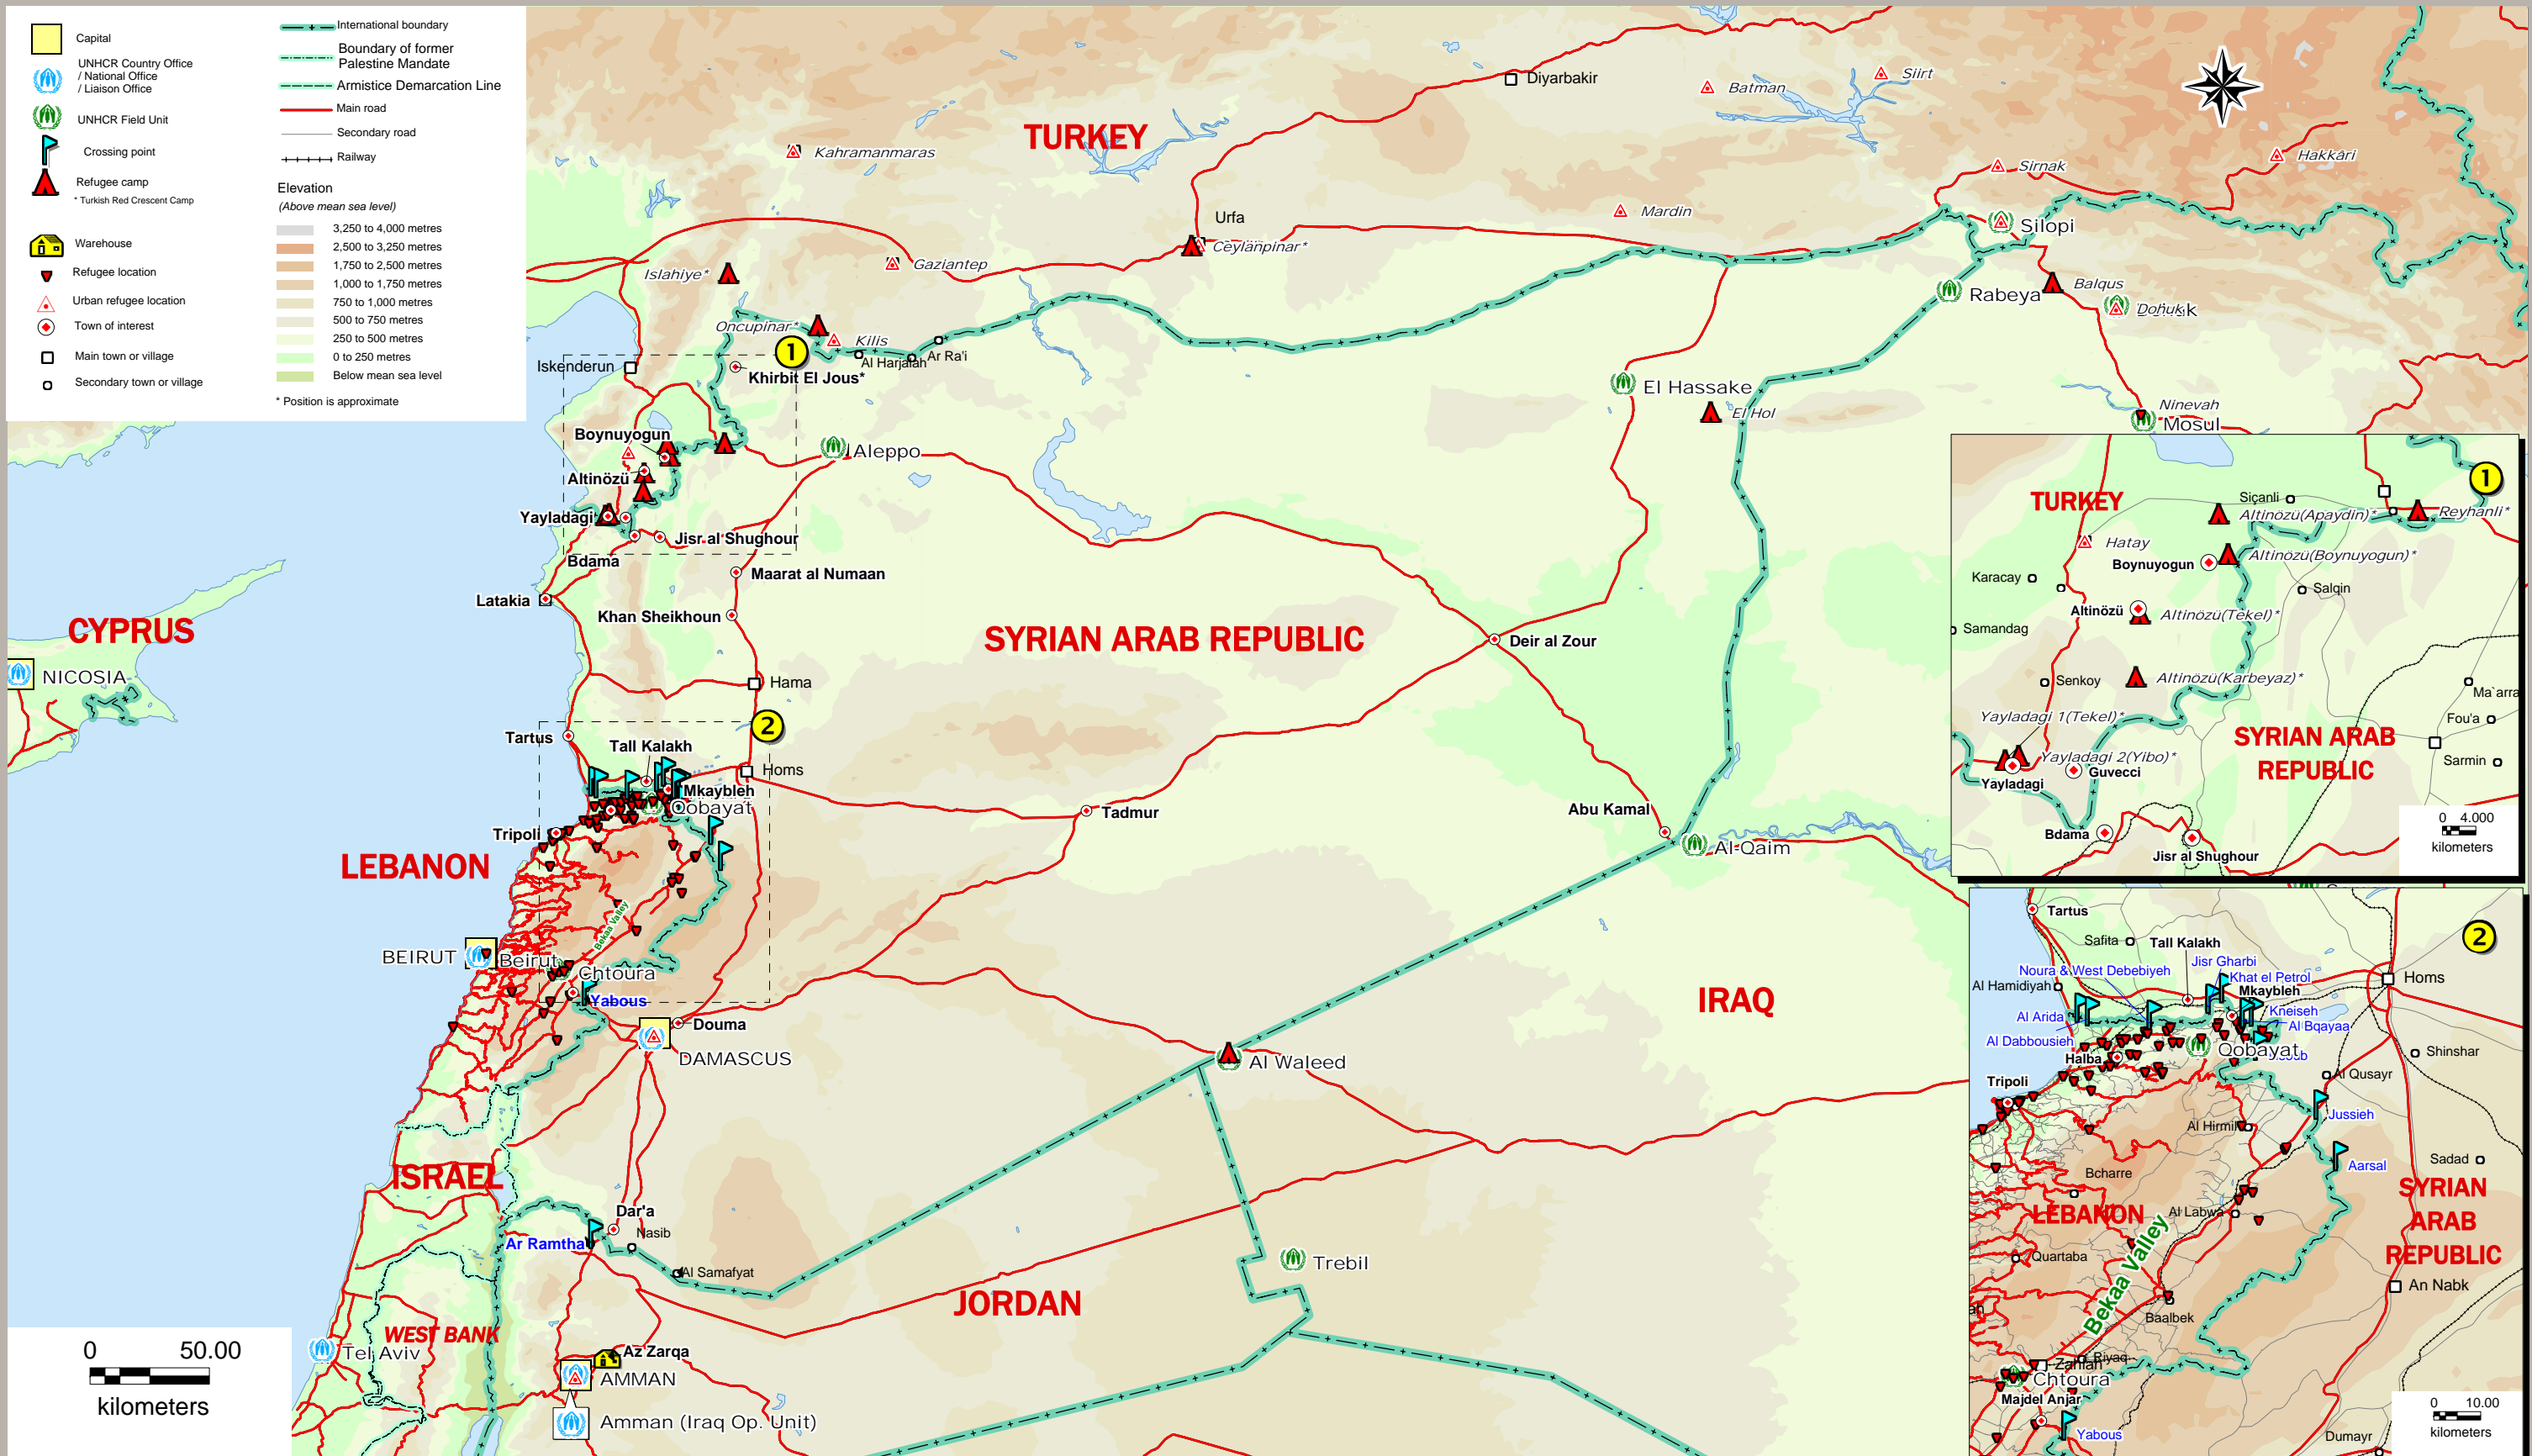 Capital
UNHCR Country Office
/ National Office
/ Liaison Office
UNHCR Field Unit
Crossing point
Refugee camp
* Turkish Red Crescent Camp
Warehouse
Refugee location
Urban refugee location
Town of interest
Main town or village
Secondary town or village
International boundary
Boundary of former
Palestine Mandate
Armistice Demarcation Line
Main road
Secondary road
Railway
Elevation
(Above mean sea level)
3,250 to 4,000 metres
2,500 to 3,250 metres
1,750 to 2,500 metres
1,000 to 1,750 metres
750 to 1,000 metres
500 to 750 metres
250 to 500 metres
0 to 250 metres
Below mean sea level
* Position is approximate
TURKEY
Diyarbakir
Batman
Siirt
Kahramanmaras
Sirnak
Hakkari
Mardin
Urfa
Silopi
Ceylanpinar*
Gaziantep
Islahiye*
Rabeya
Balqus
Dohuk
Oncupinar*
Kilis
1
Al Harjalah
Ar Ra'i
Iskenderun
Khirbit El Jous*
El Hassake
El Hol
Ninevah
Mosul
Boynuyogun
Aleppo
Altinözü
Yayladagi
Jisr al Shughour
Bdama
Maarat al Numaan
Latakia
Khan Sheikhoun
CYPRUS
NICOSIA
SYRIAN ARAB REPUBLIC
Deir al Zour
Hama
2
Tartus
Tall Kalakh
Homs
Mkaybleh
Qobayat
Tripoli
Tadmur
Abu Kamal
Al Qaim
LEBANON
Bekaa Valley
BEIRUT
Beirut
Chtoura
Yabous
Douma
DAMASCUS
IRAQ
Al Waleed
ISRAEL
Dar'a
Nasib
Ar Ramtha
Al Samafyat
Trebil
JORDAN
WEST BANK
Tel Aviv
Az Zarqa
AMMAN
Amman (Iraq Op. Unit)
0 50.00
kilometers
1
TURKEY
Siçanli
Altinözü(Apaydin)*
Reyhanli*
Hatay
Altinözü(Boynuyogun)*
Boynuyogun
Karacay
Salqin
Altinözü
Altinözü(Tekel)*
Samandag
Senkoy
Altinözü(Karbeyaz)*
Ma`arra
Yayladagi 1(Tekel)*
Fou'a
SYRIAN ARAB
REPUBLIC
Yayladagi 2(Yibo)*
Guvecci
Sarmin
Yayladagi
Bdama
Jisr al Shughour
0 4.000
kilometers
2
Tartus
Safita
Tall Kalakh
Jisr Gharbi
Noura & West Debebiyeh
Khat el Petrol
Homs
Al Hamidiyah
Mkaybleh
Kneiseh
Al Arida
Al Bqayaa
Al Dabbousieh
Qobayat
Halba
Shinshar
Al Qusayr
Tripoli
Jussieh
Al Hirmil
Aarsal
Sadad
Bcharre
SYRIAN
ARAB
REPUBLIC
LEBANON
Al Labwa
Quartaba
Bekaa Valley
An Nabk
Baalbek
Riyaq
Zahlah
Chtoura
Majdel Anjar
Yabous
Dumayr
0 10.00
kilometers